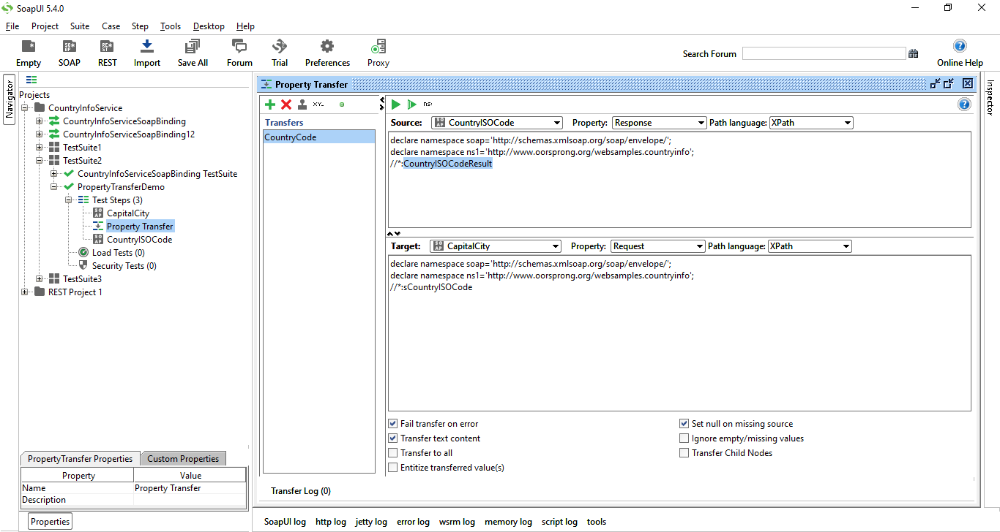 SoapUI 5.4.0
File Project Suite Case Step Tools Desktop Help
Empty SOAP REST Import Save All Forum Trial Preferences Proxy
Search Forum
Online Help
Navigator
Projects
CountryInfoService
CountryInfoServiceSoapBinding
CountryInfoServiceSoapBinding12
TestSuite1
TestSuite2
CountryInfoServiceSoapBinding TestSuite
PropertyTransferDemo
Test Steps (3)
CapitalCity
Property Transfer
CountryISOCode
Load Tests (0)
Security Tests (0)
TestSuite3
REST Project 1
PropertyTransfer Properties Custom Properties
Property Value
Name Property Transfer
Description
Properties
Property Transfer
XY-
Transfers
CountryCode
ns:
Source: CountryISOCode Property: Response Path language: XPath
declare namespace soap='http://schemas.xmlsoap.org/soap/envelope/';
declare namespace ns1='http://www.oorsprong.org/websamples.countryinfo';
//*:CountryISOCodeResult
Target: CapitalCity Property: Request Path language: XPath
declare namespace soap='http://schemas.xmlsoap.org/soap/envelope/';
declare namespace ns1='http://www.oorsprong.org/websamples.countryinfo';
//*:sCountryISOCode
Fail transfer on error Set null on missing source
Transfer text content Ignore empty/missing values
Transfer to all Transfer Child Nodes
Entitize transferred value(s)
Transfer Log (0)
SoapUI log http log jetty log error log wsrm log memory log script log tools
Inspector